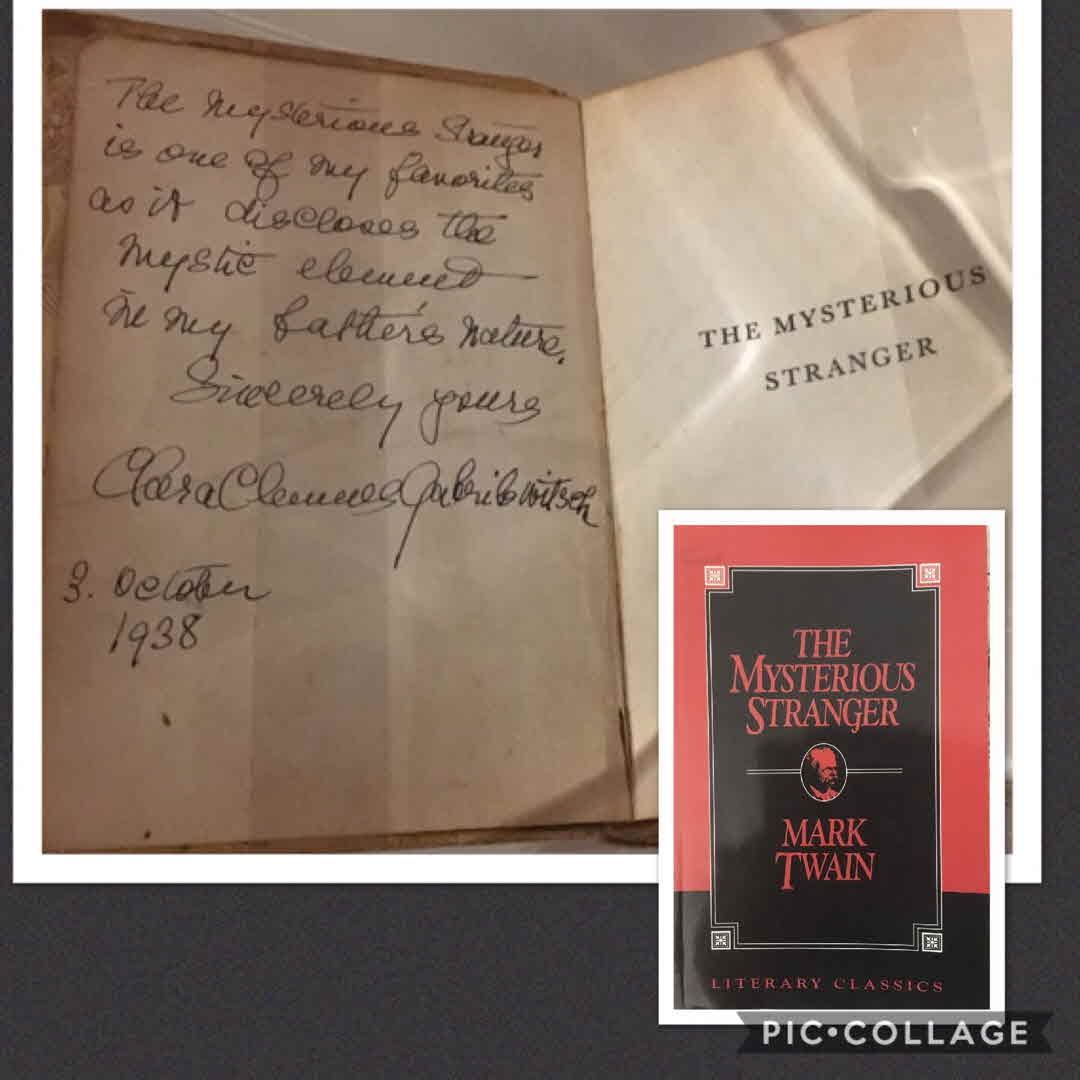 The Mysterious Stranger
is one of my favorites
as it discloses the
mystic element
in my father's nature.
Sincerely yours
Clara Clemens Gabrilowitsch
3. October
1938
THE MYSTERIOUS
STRANGER
THE
MYSTERIOUS
STRANGER
MARK
TWAIN
LITERARY CLASSICS
PIC•COLLAGE